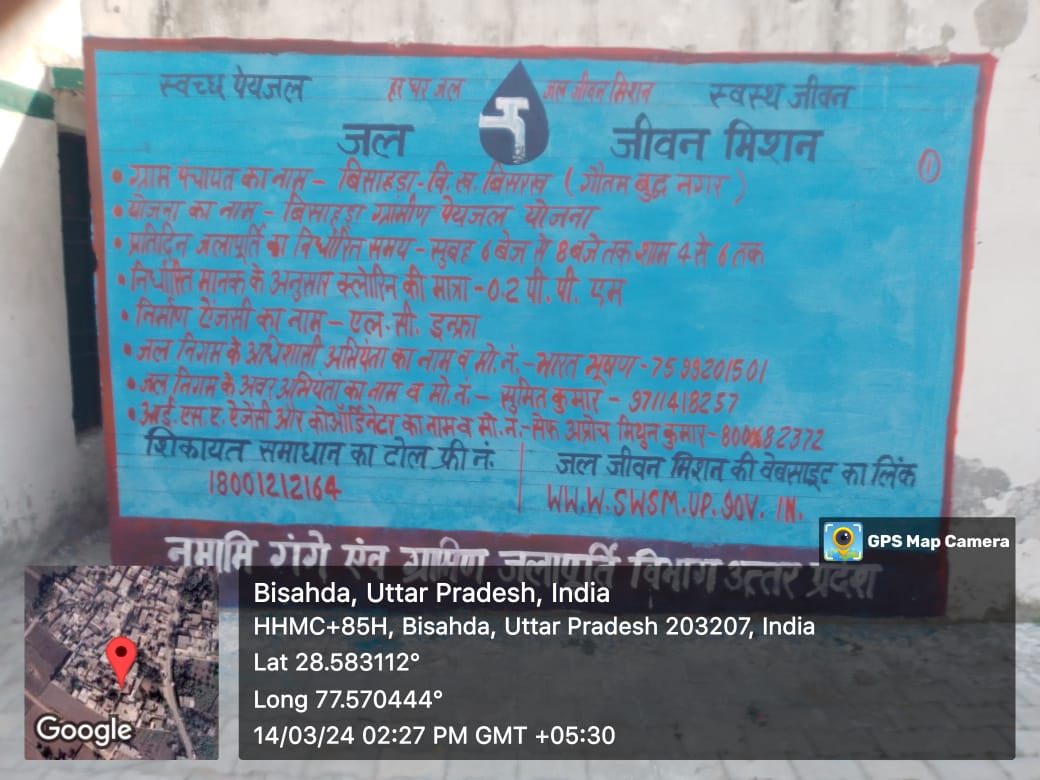 स्वच्छ पेयजल हर घर जल जल जीवन मिशन स्वस्थ जीवन
जल जीवन मिशन
1
• ग्राम पंचायत का नाम – बिसाहड़ा - वि.ख. बिसरख ( गौतम बुद्ध नगर )
• योजना का नाम – बिसाहड़ा ग्रामीण पेयजल योजना
• प्रतिदिन जलापूर्ति का निर्धारित समय - सुबह 6 बजे से 8 बजे तक शाम 4 से 6 तक
• निर्धारित मानक के अनुसार क्लोरिन की मात्रा - 0.2 पी. पी. एम
• निर्माण ऐंजसी का नाम – एल. सी. इन्फ्रा
• जल निगम के अधिशासी अभियंता का नाम व मो. नं. - भारत भूषण - 7599201501
• जल निगम के अवर अभियंता का नाम व मो. नं. – सुमित कुमार - 9711418257
• आई. एस. ए. ऐजेंसी और कोऑर्डिनेटर का नाम व मो. नं. - सेफ अप्रोच मिथुन कुमार -
शिकायत समाधान का टोल फ्री नं.
18001212164
जल जीवन मिशन की वेबसाइट का लिंक
WW.W.SWSM.UP.GOV.IN.
नमामि गंगे एंव ग्रामिण जलापूर्ति विभाग उत्तर प्रदेश
GPS Map Camera
Bisahda, Uttar Pradesh, India
HHMC+85H, Bisahda, Uttar Pradesh 203207, India
Lat 28.583112°
Long 77.570444°
14/03/24 02:27 PM GMT +05:30
Google